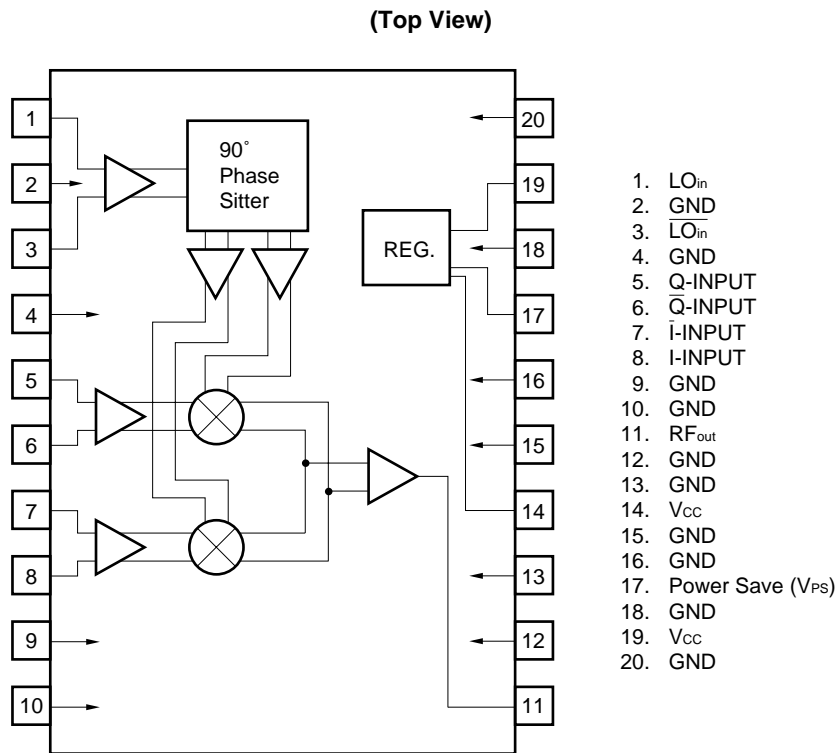 (Top View)
1
2
3
4
5
6
7
8
9
10
90°
Phase
Sitter
REG.
20
19
18
17
16
15
14
13
12
11
1. LOin
2. GND
3. L̅O̅i̅n̅
4. GND
5. Q-INPUT
6. Q̅-INPUT
7. I̅-INPUT
8. I-INPUT
9. GND
10. GND
11. RFout
12. GND
13. GND
14. VCC
15. GND
16. GND
17. Power Save (VPS)
18. GND
19. VCC
20. GND